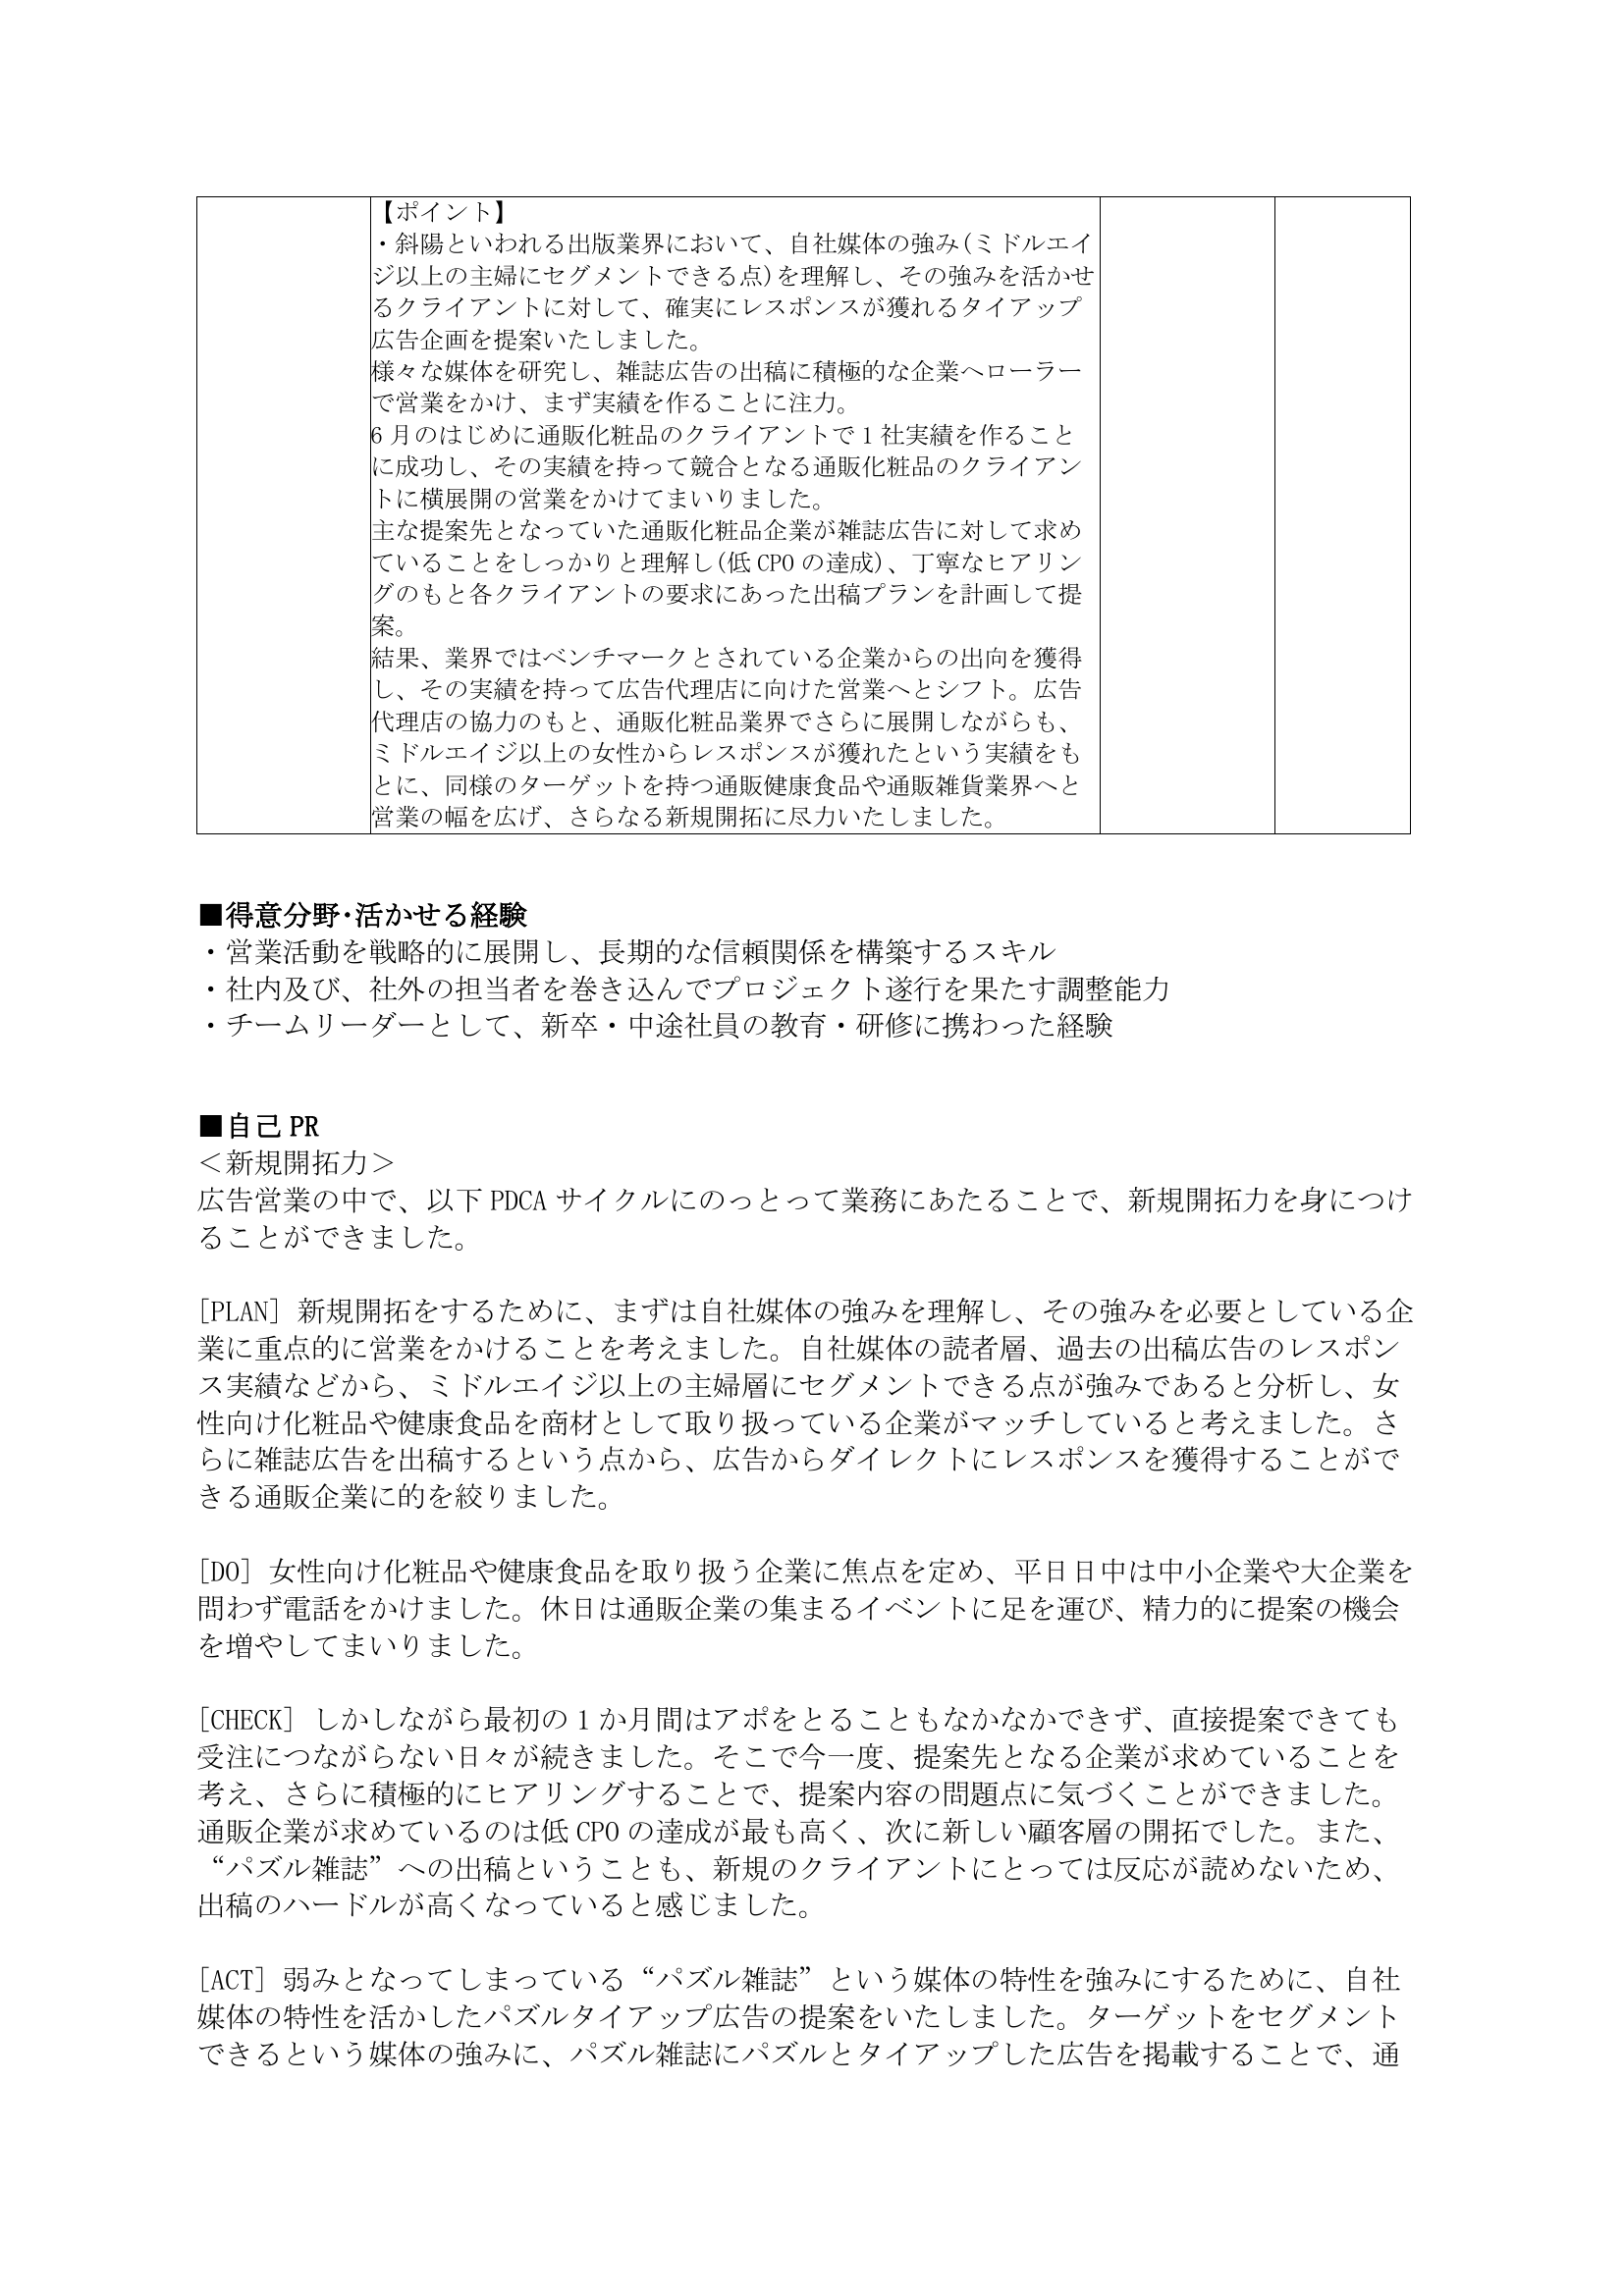 【ポイント】
・斜陽といわれる出版業界において、自社媒体の強み(ミドルエイ
ジ以上の主婦にセグメントできる点)を理解し、その強みを活かせ
るクライアントに対して、確実にレスポンスが獲れるタイアップ
広告企画を提案いたしました。
様々な媒体を研究し、雑誌広告の出稿に積極的な企業へローラー
で営業をかけ、まず実績を作ることに注力。
6 月のはじめに通販化粧品のクライアントで 1 社実績を作ること
に成功し、その実績を持って競合となる通販化粧品のクライアン
トに横展開の営業をかけてまいりました。
主な提案先となっていた通販化粧品企業が雑誌広告に対して求め
ていることをしっかりと理解し(低 CPO の達成)、丁寧なヒアリン
グのもと各クライアントの要求にあった出稿プランを計画して提
案。
結果、業界ではベンチマークとされている企業からの出向を獲得
し、その実績を持って広告代理店に向けた営業へとシフト。広告
代理店の協力のもと、通販化粧品業界でさらに展開しながらも、
ミドルエイジ以上の女性からレスポンスが獲れたという実績をも
とに、同様のターゲットを持つ通販健康食品や通販雑貨業界へと
営業の幅を広げ、さらなる新規開拓に尽力いたしました。
■得意分野･活かせる経験
・営業活動を戦略的に展開し、長期的な信頼関係を構築するスキル
・社内及び、社外の担当者を巻き込んでプロジェクト遂行を果たす調整能力
・チームリーダーとして、新卒・中途社員の教育・研修に携わった経験
■自己 PR
＜新規開拓力＞
広告営業の中で、以下 PDCA サイクルにのっとって業務にあたることで、新規開拓力を身につけ
ることができました。
[PLAN] 新規開拓をするために、まずは自社媒体の強みを理解し、その強みを必要としている企
業に重点的に営業をかけることを考えました。自社媒体の読者層、過去の出稿広告のレスポン
ス実績などから、ミドルエイジ以上の主婦層にセグメントできる点が強みであると分析し、女
性向け化粧品や健康食品を商材として取り扱っている企業がマッチしていると考えました。さ
らに雑誌広告を出稿するという点から、広告からダイレクトにレスポンスを獲得することがで
きる通販企業に的を絞りました。
[DO] 女性向け化粧品や健康食品を取り扱う企業に焦点を定め、平日日中は中小企業や大企業を
問わず電話をかけました。休日は通販企業の集まるイベントに足を運び、精力的に提案の機会
を増やしてまいりました。
[CHECK] しかしながら最初の 1 か月間はアポをとることもなかなかできず、直接提案できても
受注につながらない日々が続きました。そこで今一度、提案先となる企業が求めていることを
考え、さらに積極的にヒアリングすることで、提案内容の問題点に気づくことができました。
通販企業が求めているのは低 CPO の達成が最も高く、次に新しい顧客層の開拓でした。また、
“パズル雑誌”への出稿ということも、新規のクライアントにとっては反応が読めないため、
出稿のハードルが高くなっていると感じました。
[ACT] 弱みとなってしまっている“パズル雑誌”という媒体の特性を強みにするために、自社
媒体の特性を活かしたパズルタイアップ広告の提案をいたしました。ターゲットをセグメント
できるという媒体の強みに、パズル雑誌にパズルとタイアップした広告を掲載することで、通